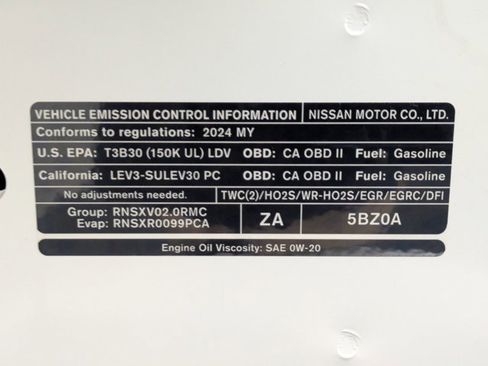 VEHICLE EMISSION CONTROL INFORMATION NISSAN MOTOR CO., LTD.
Conforms to regulations: 2024 MY
U.S. EPA: T3B30 (150K UL) LDV OBD: CA OBD II Fuel: Gasoline
California: LEV3-SULEV30 PC OBD: CA OBD II Fuel: Gasoline
No adjustments needed. TWC(2)/HO2S/WR-HO2S/EGR/EGRC/DFI
Group: RNSXV02.0RMC ZA 5BZ0A
Evap: RNSXR0099PCA
Engine Oil Viscosity: SAE 0W-20